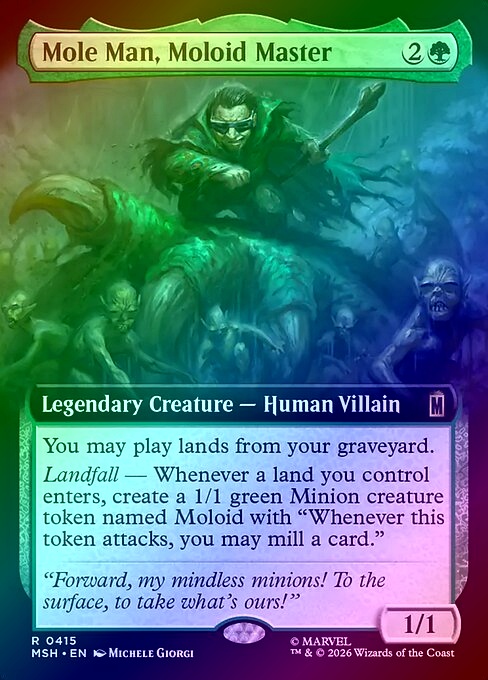 Mole Man, Moloid Master 2
Legendary Creature — Human Villain
You may play lands from your graveyard.
Landfall — Whenever a land you control
enters, create a 1/1 green Minion creature
token named Moloid with “Whenever this
token attacks, you may mill a card.”
“Forward, my mindless minions! To the
surface, to take what’s ours!”
1/1
R 0415
MSH • EN Michele Giorgi
© MARVEL
™ & © 2026 Wizards of the Coast